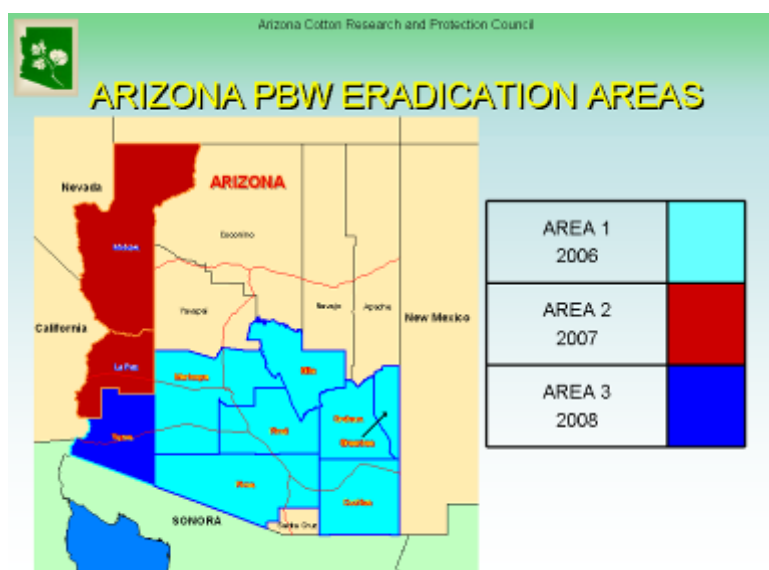 Arizona Cotton Research and Protection Council
ARIZONA PBW ERADICATION AREAS
Nevada
ARIZONA
Coconino
Mohave
Yavapai
Navajo
Apache
California
New Mexico
La Paz
Gila
Maricopa
Yuma
Pinal
Graham
Greenlee
Pima
Cochise
SONORA
Santa Cruz
AREA 1
2006
AREA 2
2007
AREA 3
2008